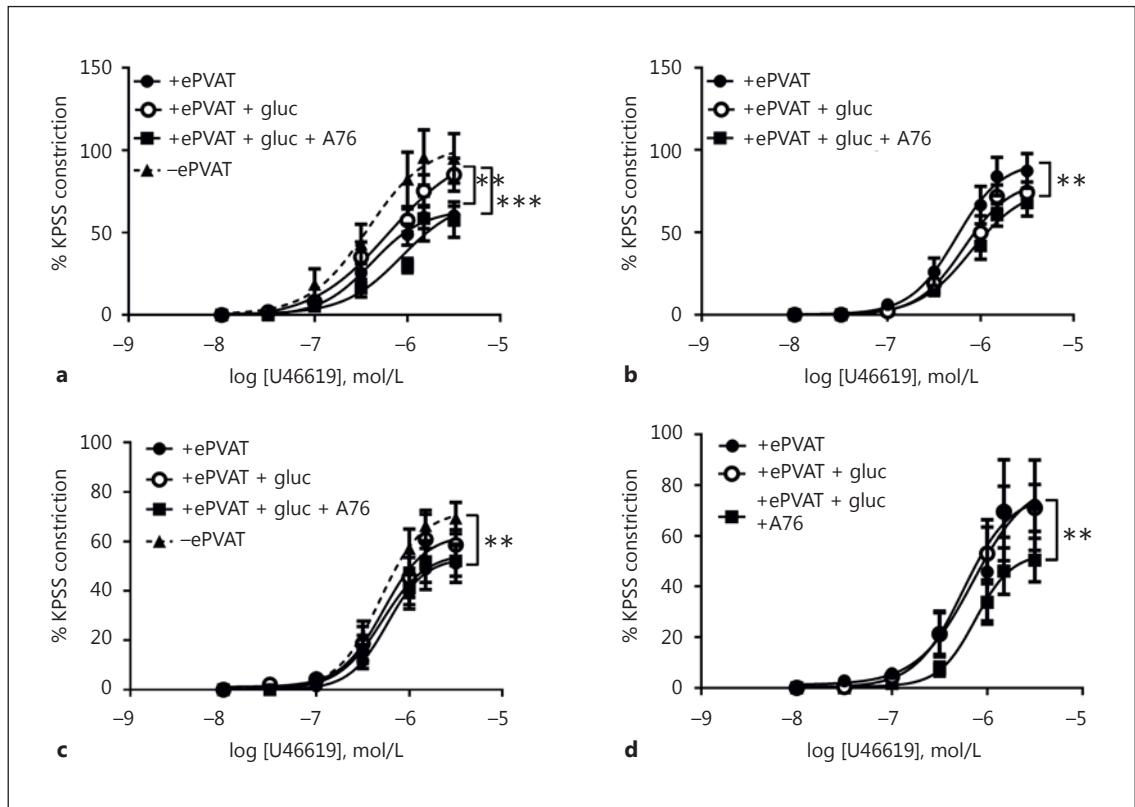 150
100
50
0
% KPSS constriction
+ePVAT
+ePVAT + gluc
+ePVAT + gluc + A76
–ePVAT
**
***
–9 –8 –7 –6 –5
log [U46619], mol/L
a
150
100
50
0
% KPSS constriction
+ePVAT
+ePVAT + gluc
+ePVAT + gluc + A76
**
–9 –8 –7 –6 –5
log [U46619], mol/L
b
100
80
60
40
20
0
% KPSS constriction
+ePVAT
+ePVAT + gluc
+ePVAT + gluc + A76
–ePVAT
**
–9 –8 –7 –6 –5
log [U46619], mol/L
c
100
80
60
40
20
0
% KPSS constriction
+ePVAT
+ePVAT + gluc
+ePVAT + gluc
+A76
**
–9 –8 –7 –6 –5
log [U46619], mol/L
d